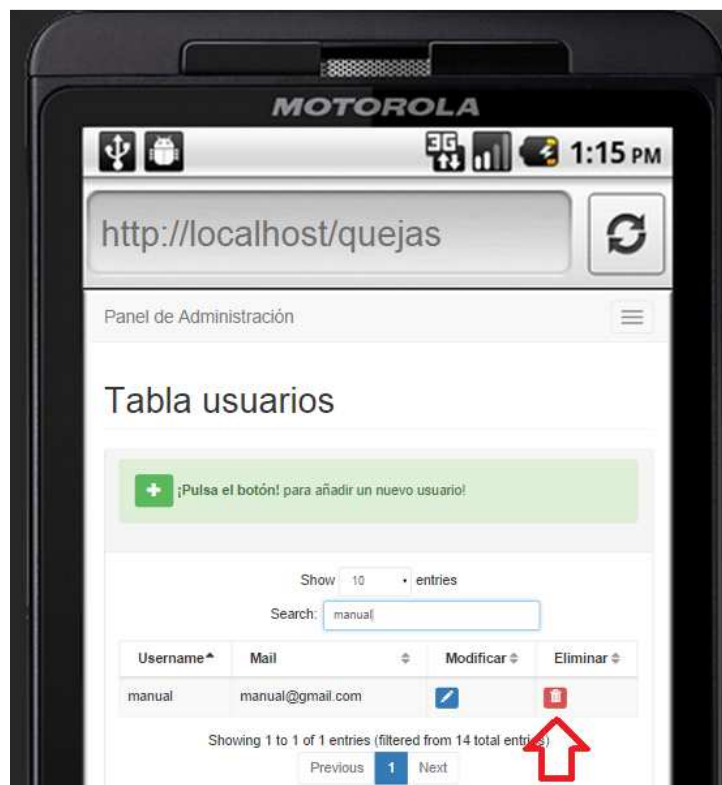 MOTOROLA
3G 1:15 PM
http://localhost/quejas
Panel de Administración
Tabla usuarios
¡Pulsa el botón! para añadir un nuevo usuario!
Show 10 entries
Search: manual
Username Mail Modificar Eliminar
manual manual@gmail.com
Showing 1 to 1 of 1 entries (filtered from 14 total entries)
Previous 1 Next